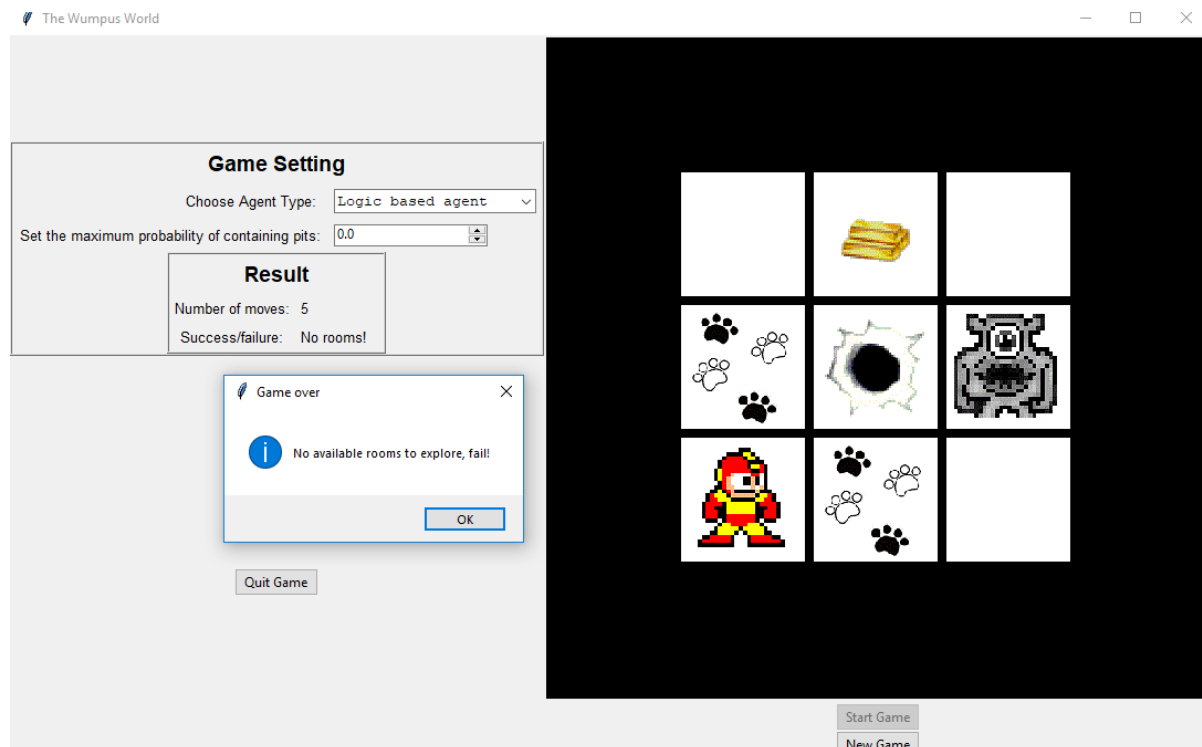 The Wumpus World
Game Setting
Choose Agent Type: Logic based agent
Set the maximum probability of containing pits: 0.0
Result
Number of moves: 5
Success/failure: No rooms!
Game over
No available rooms to explore, fail!
OK
Quit Game
Start Game
New Game